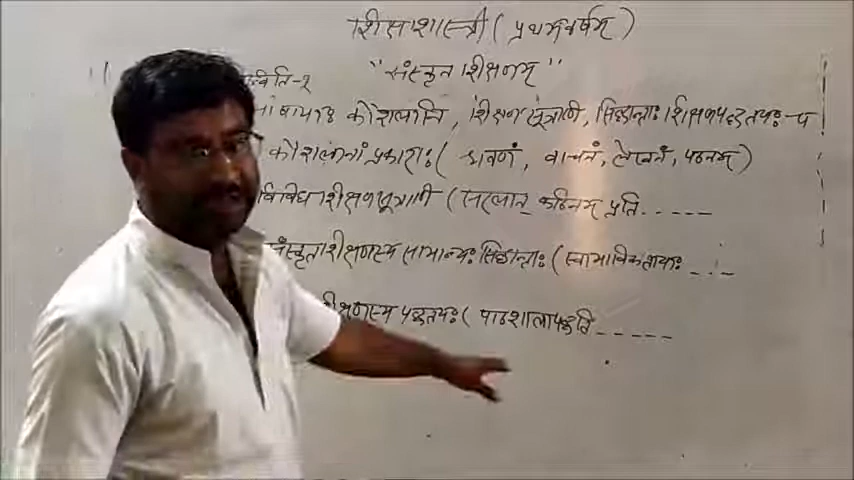 शिक्षाशास्त्री ( प्रथमवर्षम् )
"संस्कृतशिक्षणम्"
न्विति-१
भाषायाः कौशलानि, शिक्षणसूत्राणि, सिद्धान्ताः शिक्षणपद्धतयः-प
कौशलानां प्रकाराः ( श्रवणं, वाचनं, लेखनं, पठनम् )
विविध शिक्षणसूत्राणि ( सरलात् कठिनम् प्रति.-----
संस्कृतशिक्षणस्य सामान्यः सिद्धान्ताः ( स्वाभाविकतायाः -.--
शिक्षणस्य पद्धतयः ( पाठशालापद्धति -----